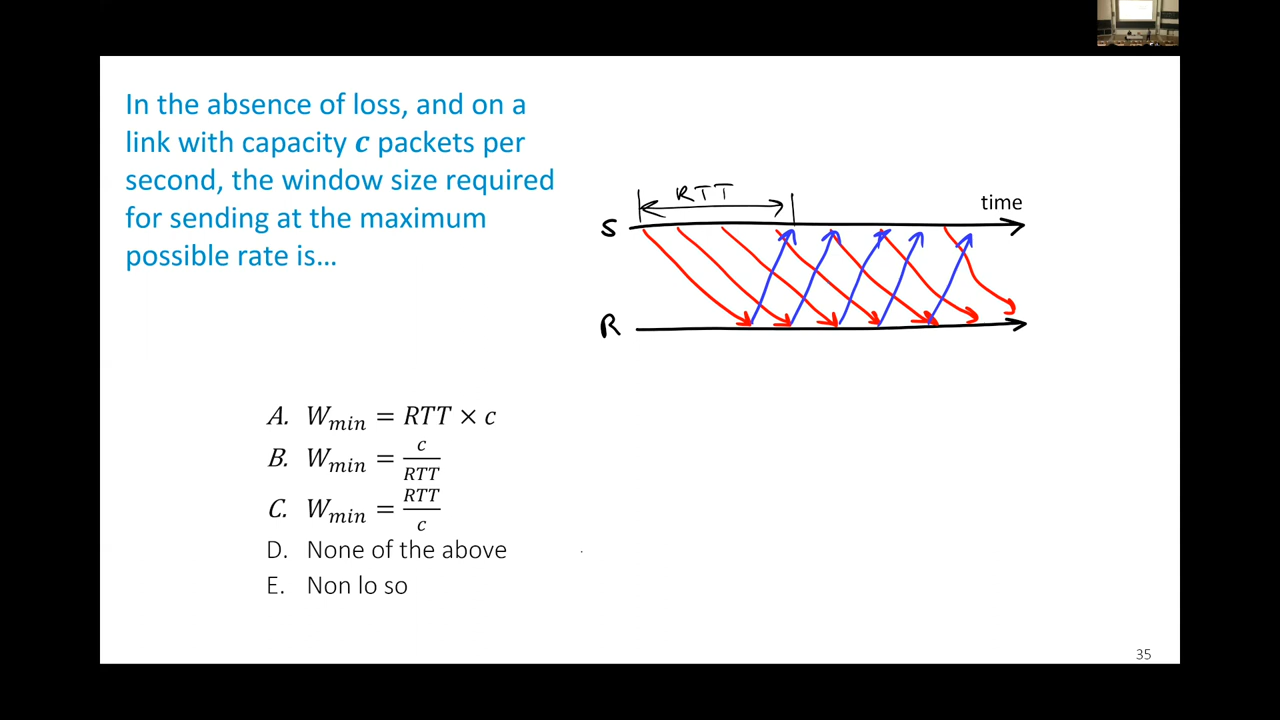 In the absence of loss, and on a
link with capacity c packets per
second, the window size required
for sending at the maximum
possible rate is…
RTT
time
S
R
A. W_min = RTT × c
B. W_min = c/RTT
C. W_min = RTT/c
D. None of the above
E. Non lo so
35